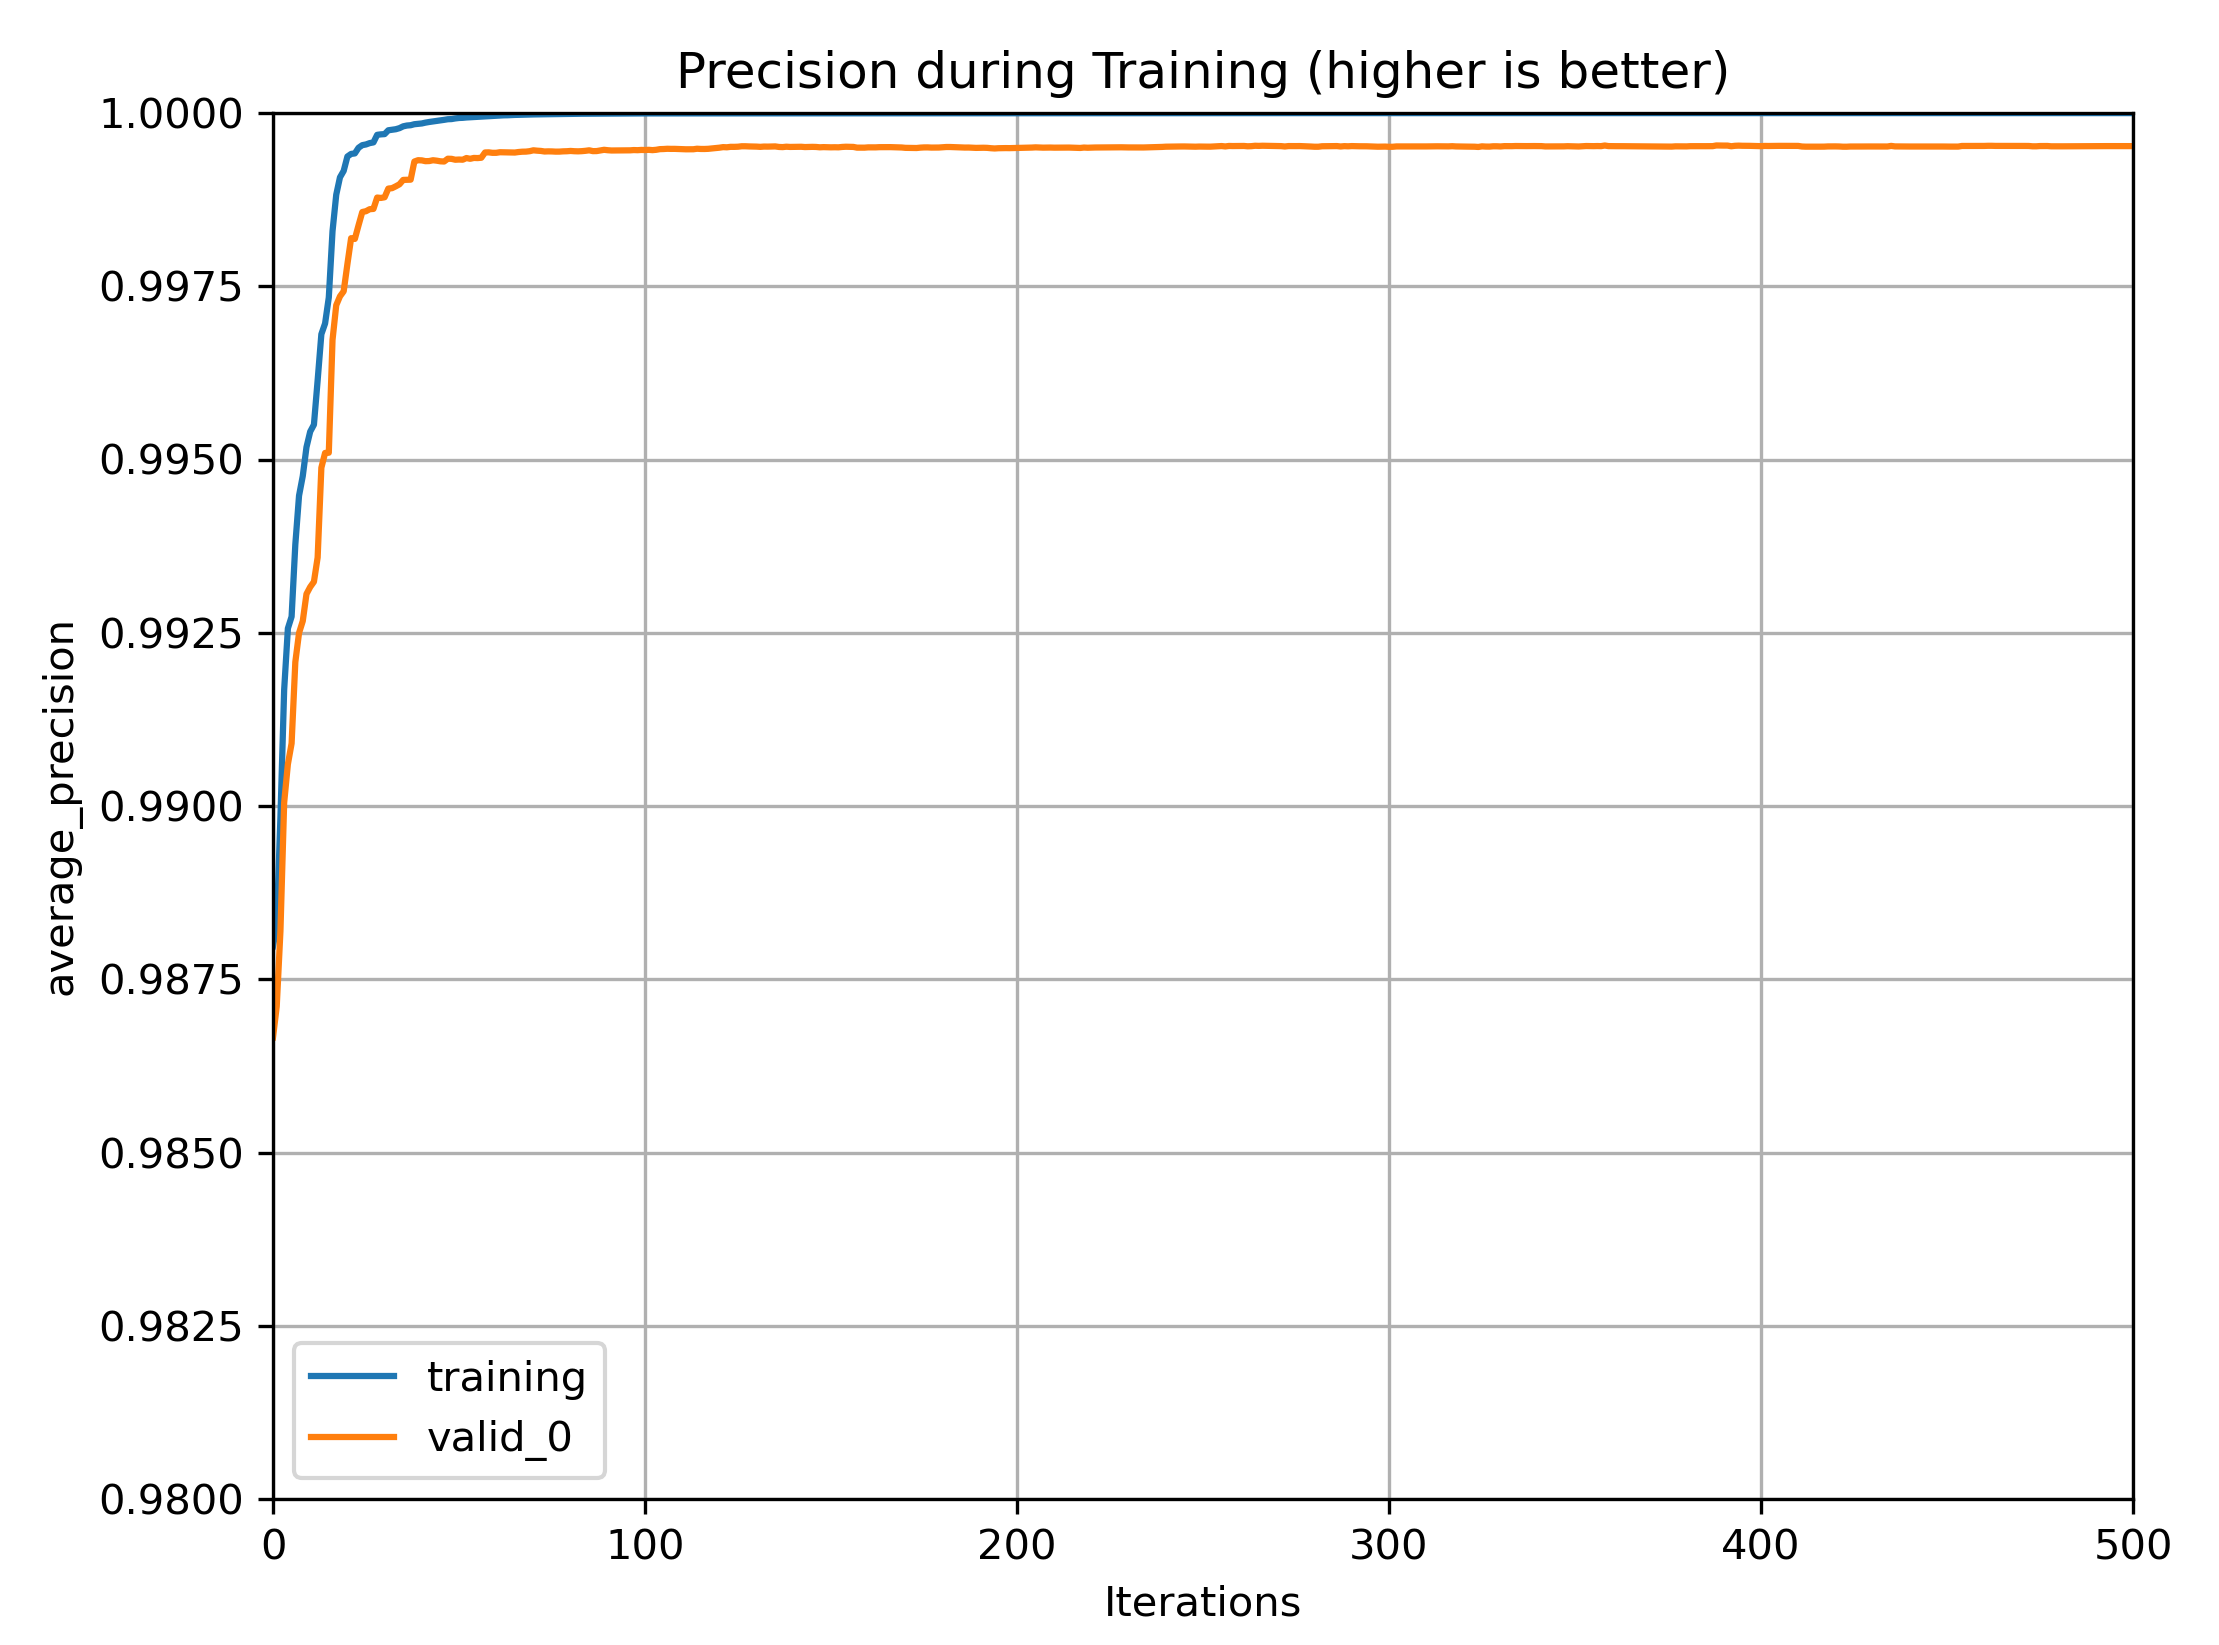 Precision during Training (higher is better)
1.0000
0.9975
0.9950
0.9925
0.9900
0.9875
0.9850
0.9825
0.9800
average_precision
training
valid_0
0 100 200 300 400 500
Iterations